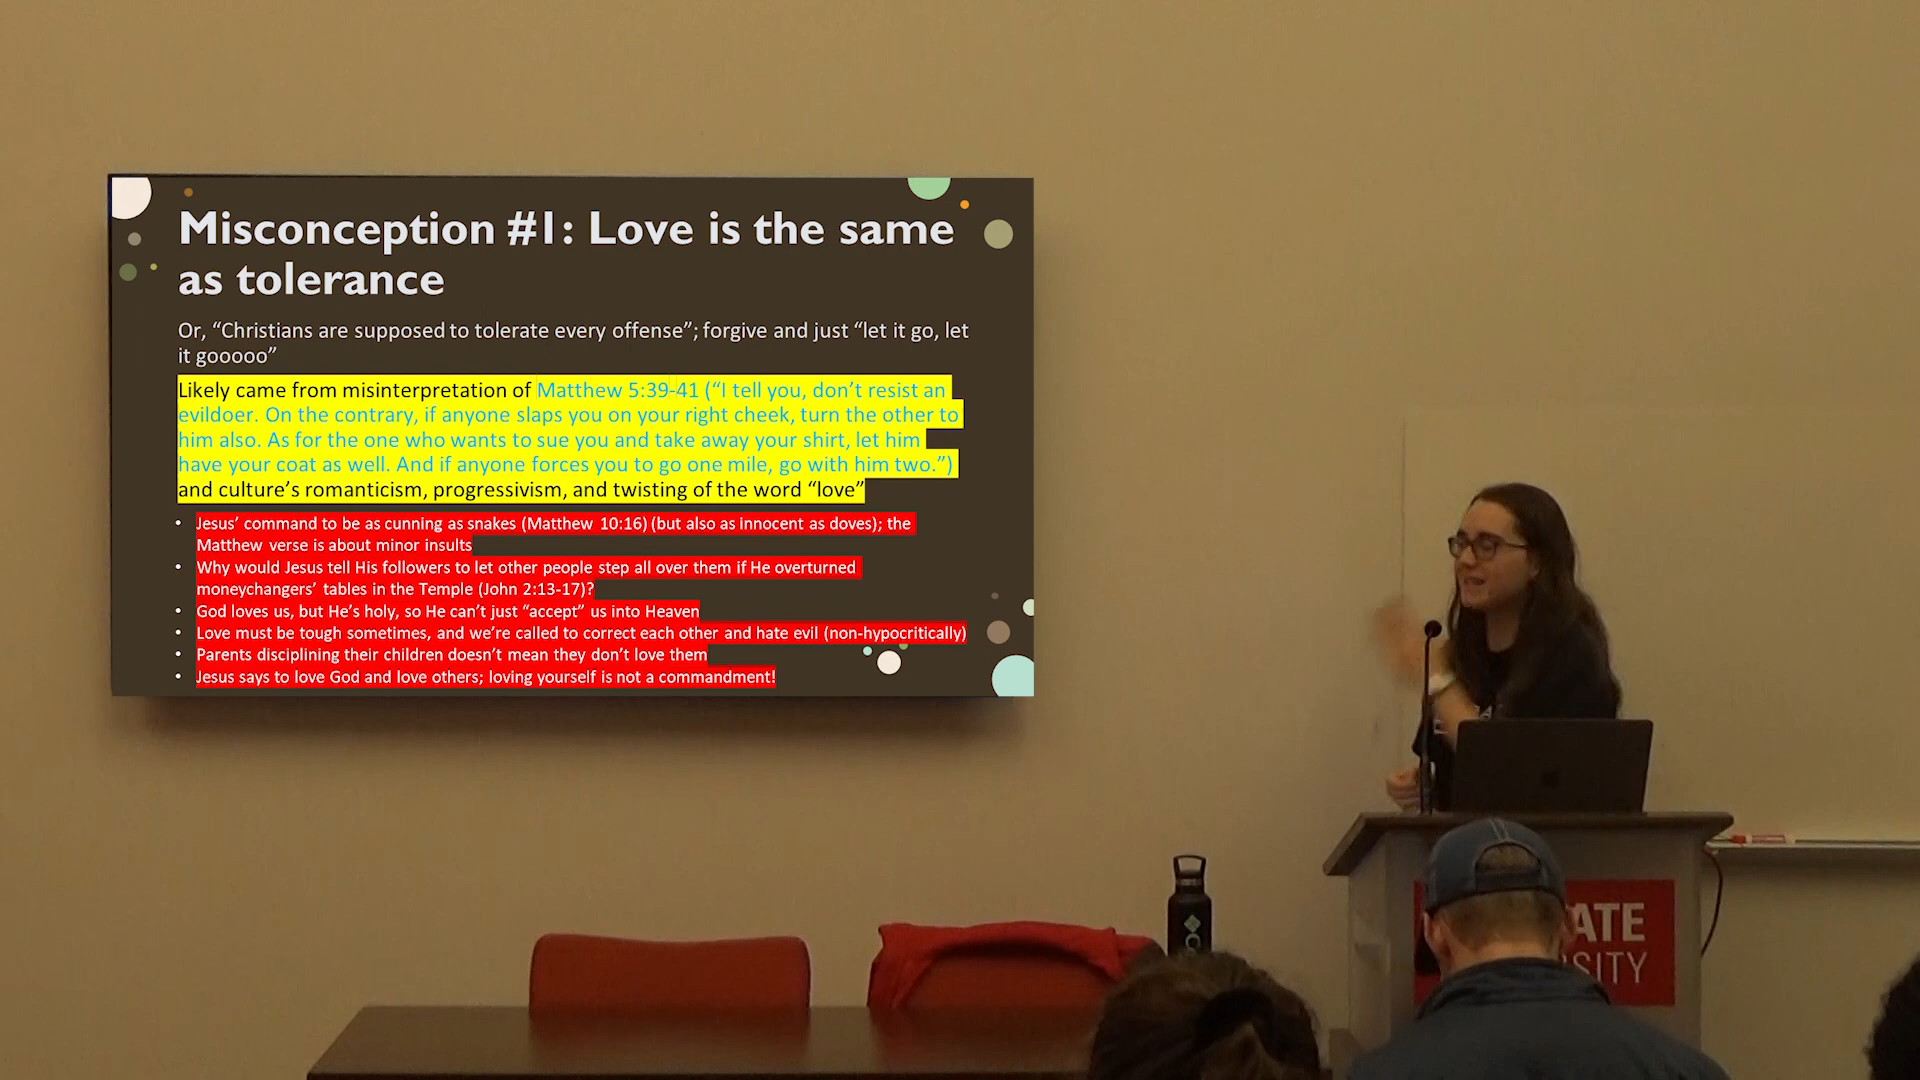 Misconception #1: Love is the same
as tolerance
Or, “Christians are supposed to tolerate every offense”; forgive and just “let it go, let
it gooooo”
Likely came from misinterpretation of Matthew 5:39-41 (“I tell you, don’t resist an
evildoer. On the contrary, if anyone slaps you on your right cheek, turn the other to
him also. As for the one who wants to sue you and take away your shirt, let him
have your coat as well. And if anyone forces you to go one mile, go with him two.”)
and culture’s romanticism, progressivism, and twisting of the word “love”
• Jesus’ command to be as cunning as snakes (Matthew 10:16) (but also as innocent as doves); the
Matthew verse is about minor insults
• Why would Jesus tell His followers to let other people step all over them if He overturned
moneychangers’ tables in the Temple (John 2:13-17)?
• God loves us, but He’s holy, so He can’t just “accept” us into Heaven
• Love must be tough sometimes, and we’re called to correct each other and hate evil (non-hypocritically)
• Parents disciplining their children doesn’t mean they don’t love them
• Jesus says to love God and love others; loving yourself is not a commandment!
ATE
SITY